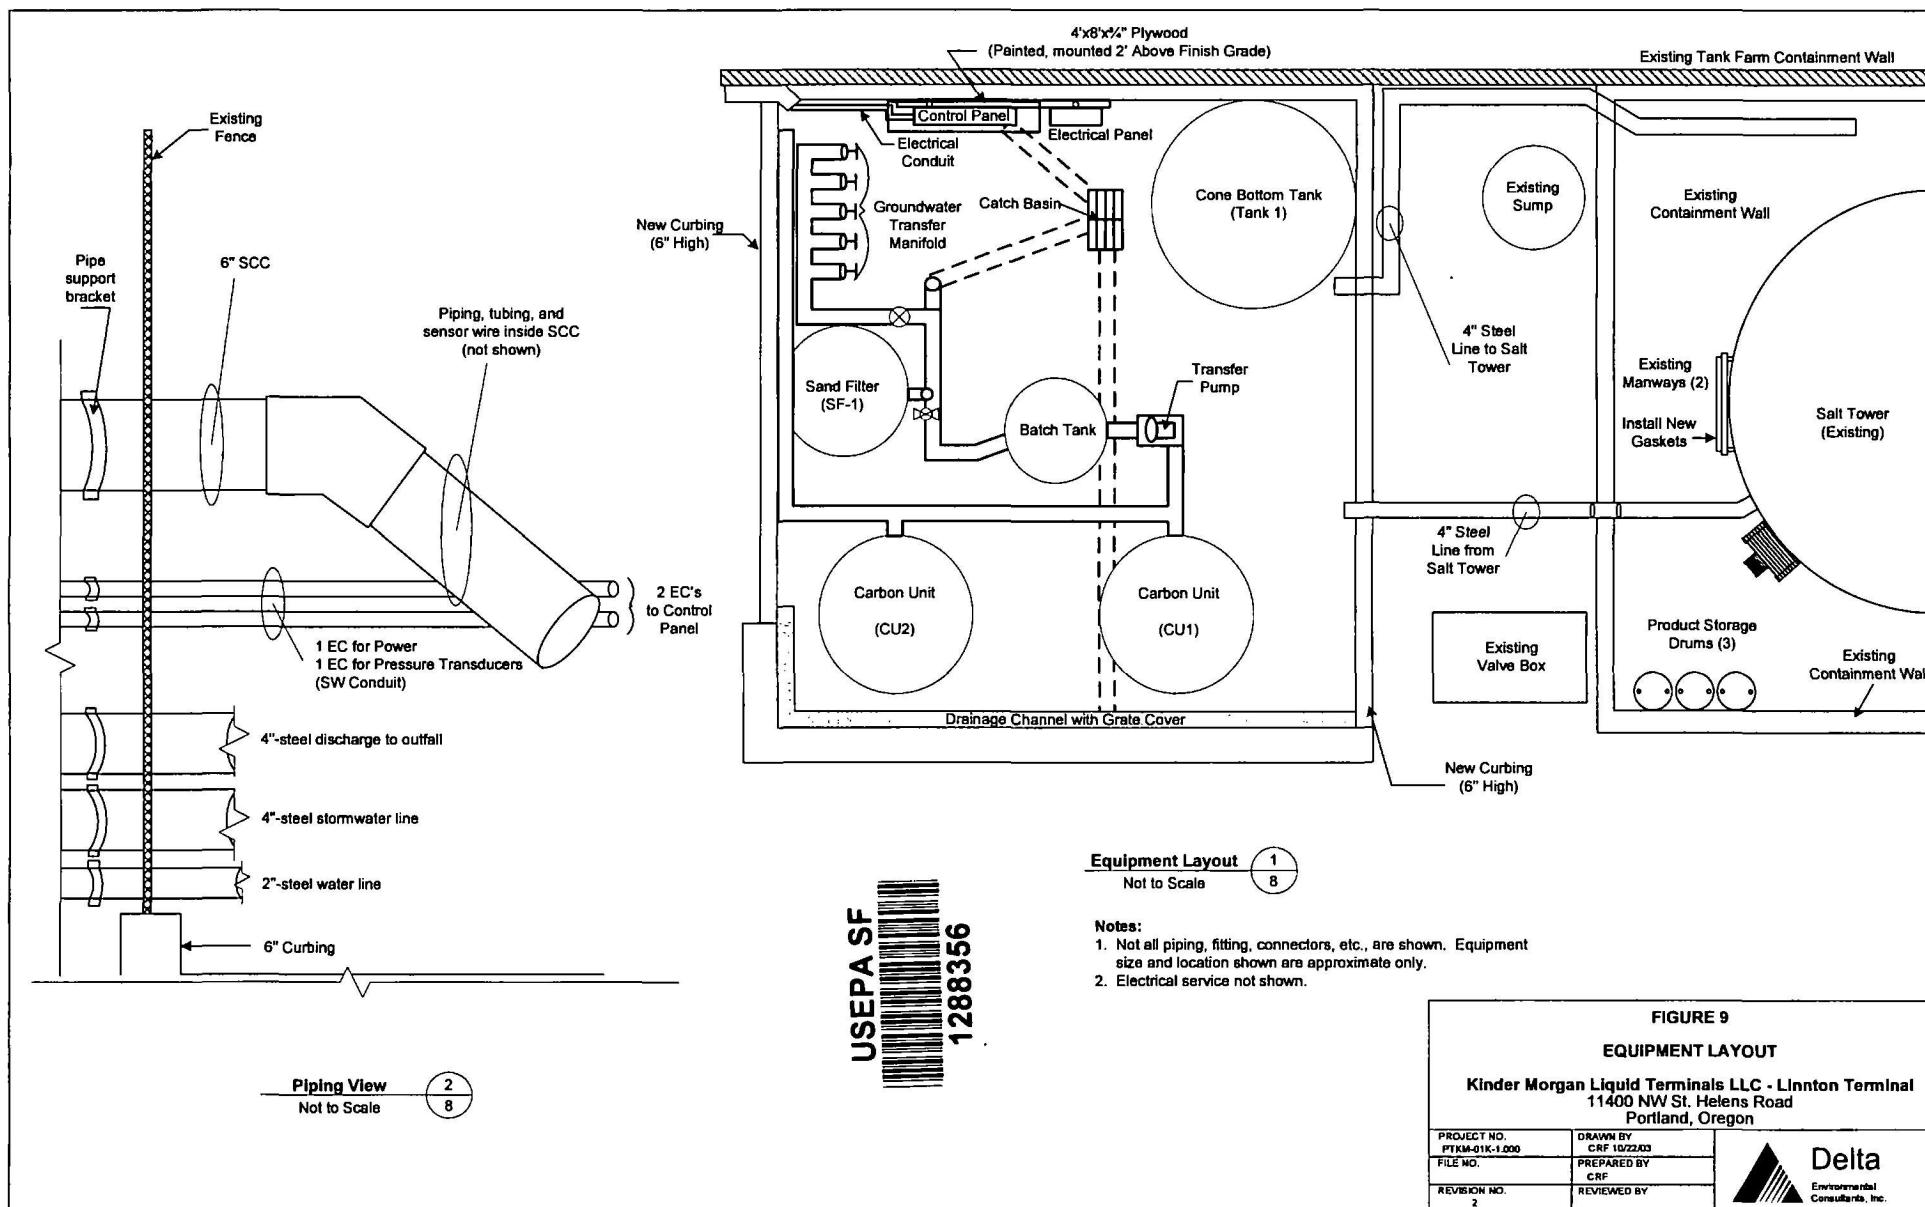 4'x8'x¾" Plywood
(Painted, mounted 2' Above Finish Grade)
Existing Tank Farm Containment Wall
Existing
Fence
Control Panel
Electrical Panel
Electrical
Conduit
Groundwater
Transfer
Manifold
Catch Basin
Cone Bottom Tank
(Tank 1)
Existing
Sump
Existing
Containment Wall
New Curbing
(6" High)
Pipe
support
bracket
6" SCC
Piping, tubing, and
sensor wire inside SCC
(not shown)
4" Steel
Line to Salt
Tower
Existing
Manways (2)
Install New
Gaskets
Salt Tower
(Existing)
Sand Filter
(SF-1)
Batch Tank
Transfer
Pump
4" Steel
Line from
Salt Tower
2 EC's
to Control
Panel
1 EC for Power
1 EC for Pressure Transducers
(SW Conduit)
Carbon Unit
(CU2)
Carbon Unit
(CU1)
Existing
Valve Box
Product Storage
Drums (3)
Existing
Containment Wal
Drainage Channel with Grate Cover
New Curbing
(6" High)
4"-steel discharge to outfall
4"-steel stormwater line
2"-steel water line
6" Curbing
Piping View
Not to Scale
2
8
Equipment Layout
Not to Scale
1
8
USEPA SF
1288356
Notes:
1. Not all piping, fitting, connectors, etc., are shown. Equipment
size and location shown are approximate only.
2. Electrical service not shown.
FIGURE 9
EQUIPMENT LAYOUT
Kinder Morgan Liquid Terminals LLC - Linnton Terminal
11400 NW St. Helens Road
Portland, Oregon
PROJECT NO.
PTKM-01K-1.000
DRAWN BY
CRF 10/22/03
FILE NO.
PREPARED BY
CRF
REVISION NO.
2
REVIEWED BY
Delta
Environmental
Consultants, Inc.